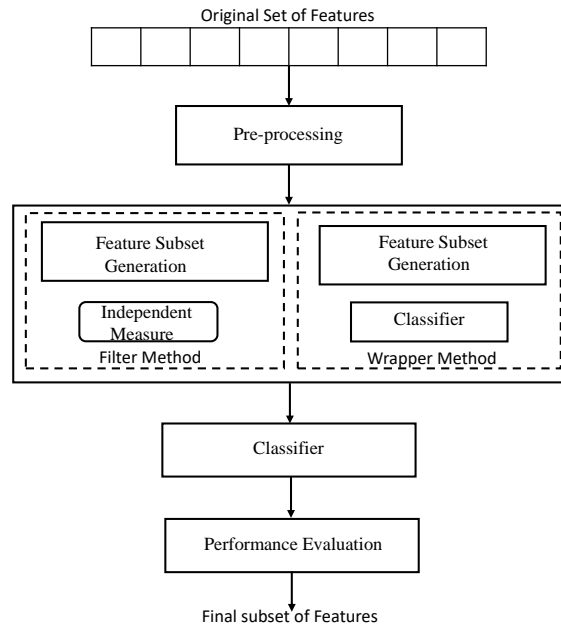 Original Set of Features
Pre-processing
Feature Subset
Generation
Independent
Measure
Filter Method
Feature Subset
Generation
Classifier
Wrapper Method
Classifier
Performance Evaluation
Final subset of Features